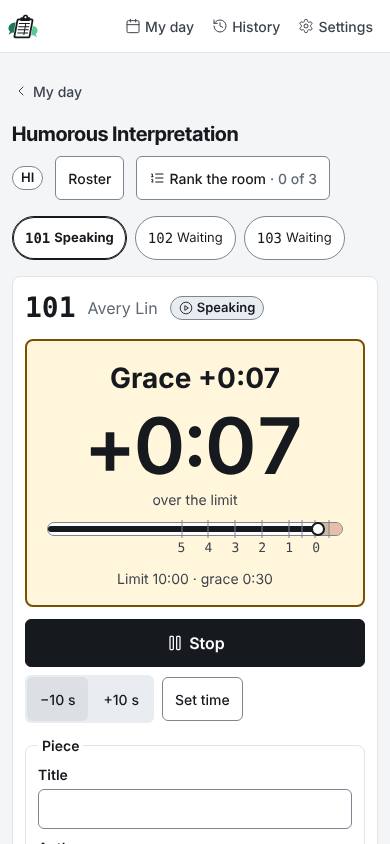 My day History Settings
My day
Humorous Interpretation
HI Roster Rank the room · 0 of 3
101 Speaking 102 Waiting 103 Waiting
101 Avery Lin Speaking
Grace +0:07
+0:07
over the limit
5 4 3 2 1 0
Limit 10:00 · grace 0:30
Stop
−10 s +10 s Set time
Piece
Title